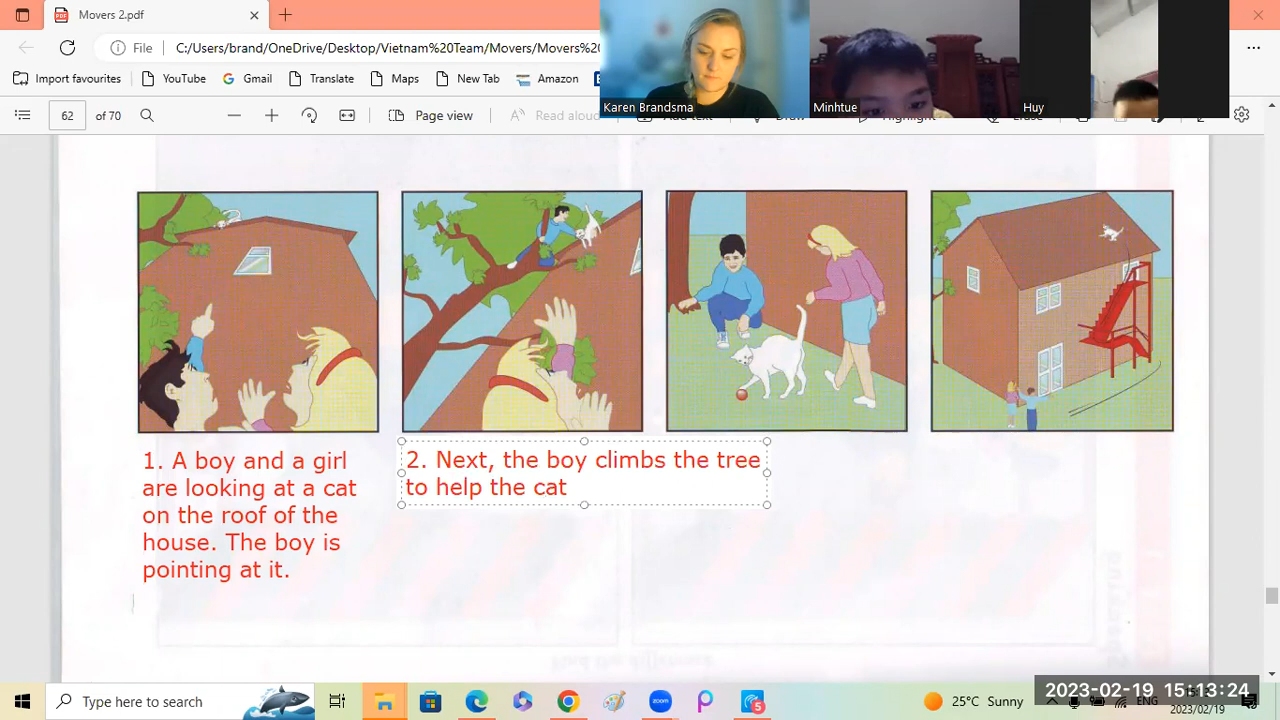 Movers 2.pdf
File
C:/Users/brand/OneDrive/Desktop/Vietnam%20Team/Movers/Movers%20
Import favourites
YouTube
Gmail
Translate
Maps
New Tab
Amazon
Karen Brandsma
Minhtue
Huy
62 of 70
Page view
Read aloud
Add text
Draw
Highlight
Erase
1. A boy and a girl
are looking at a cat
on the roof of the
house. The boy is
pointing at it.
2. Next, the boy climbs the tree
to help the cat
Type here to search
zoom
5
25°C Sunny
ENG
2023-02-19 15:13:24
2023/02/19